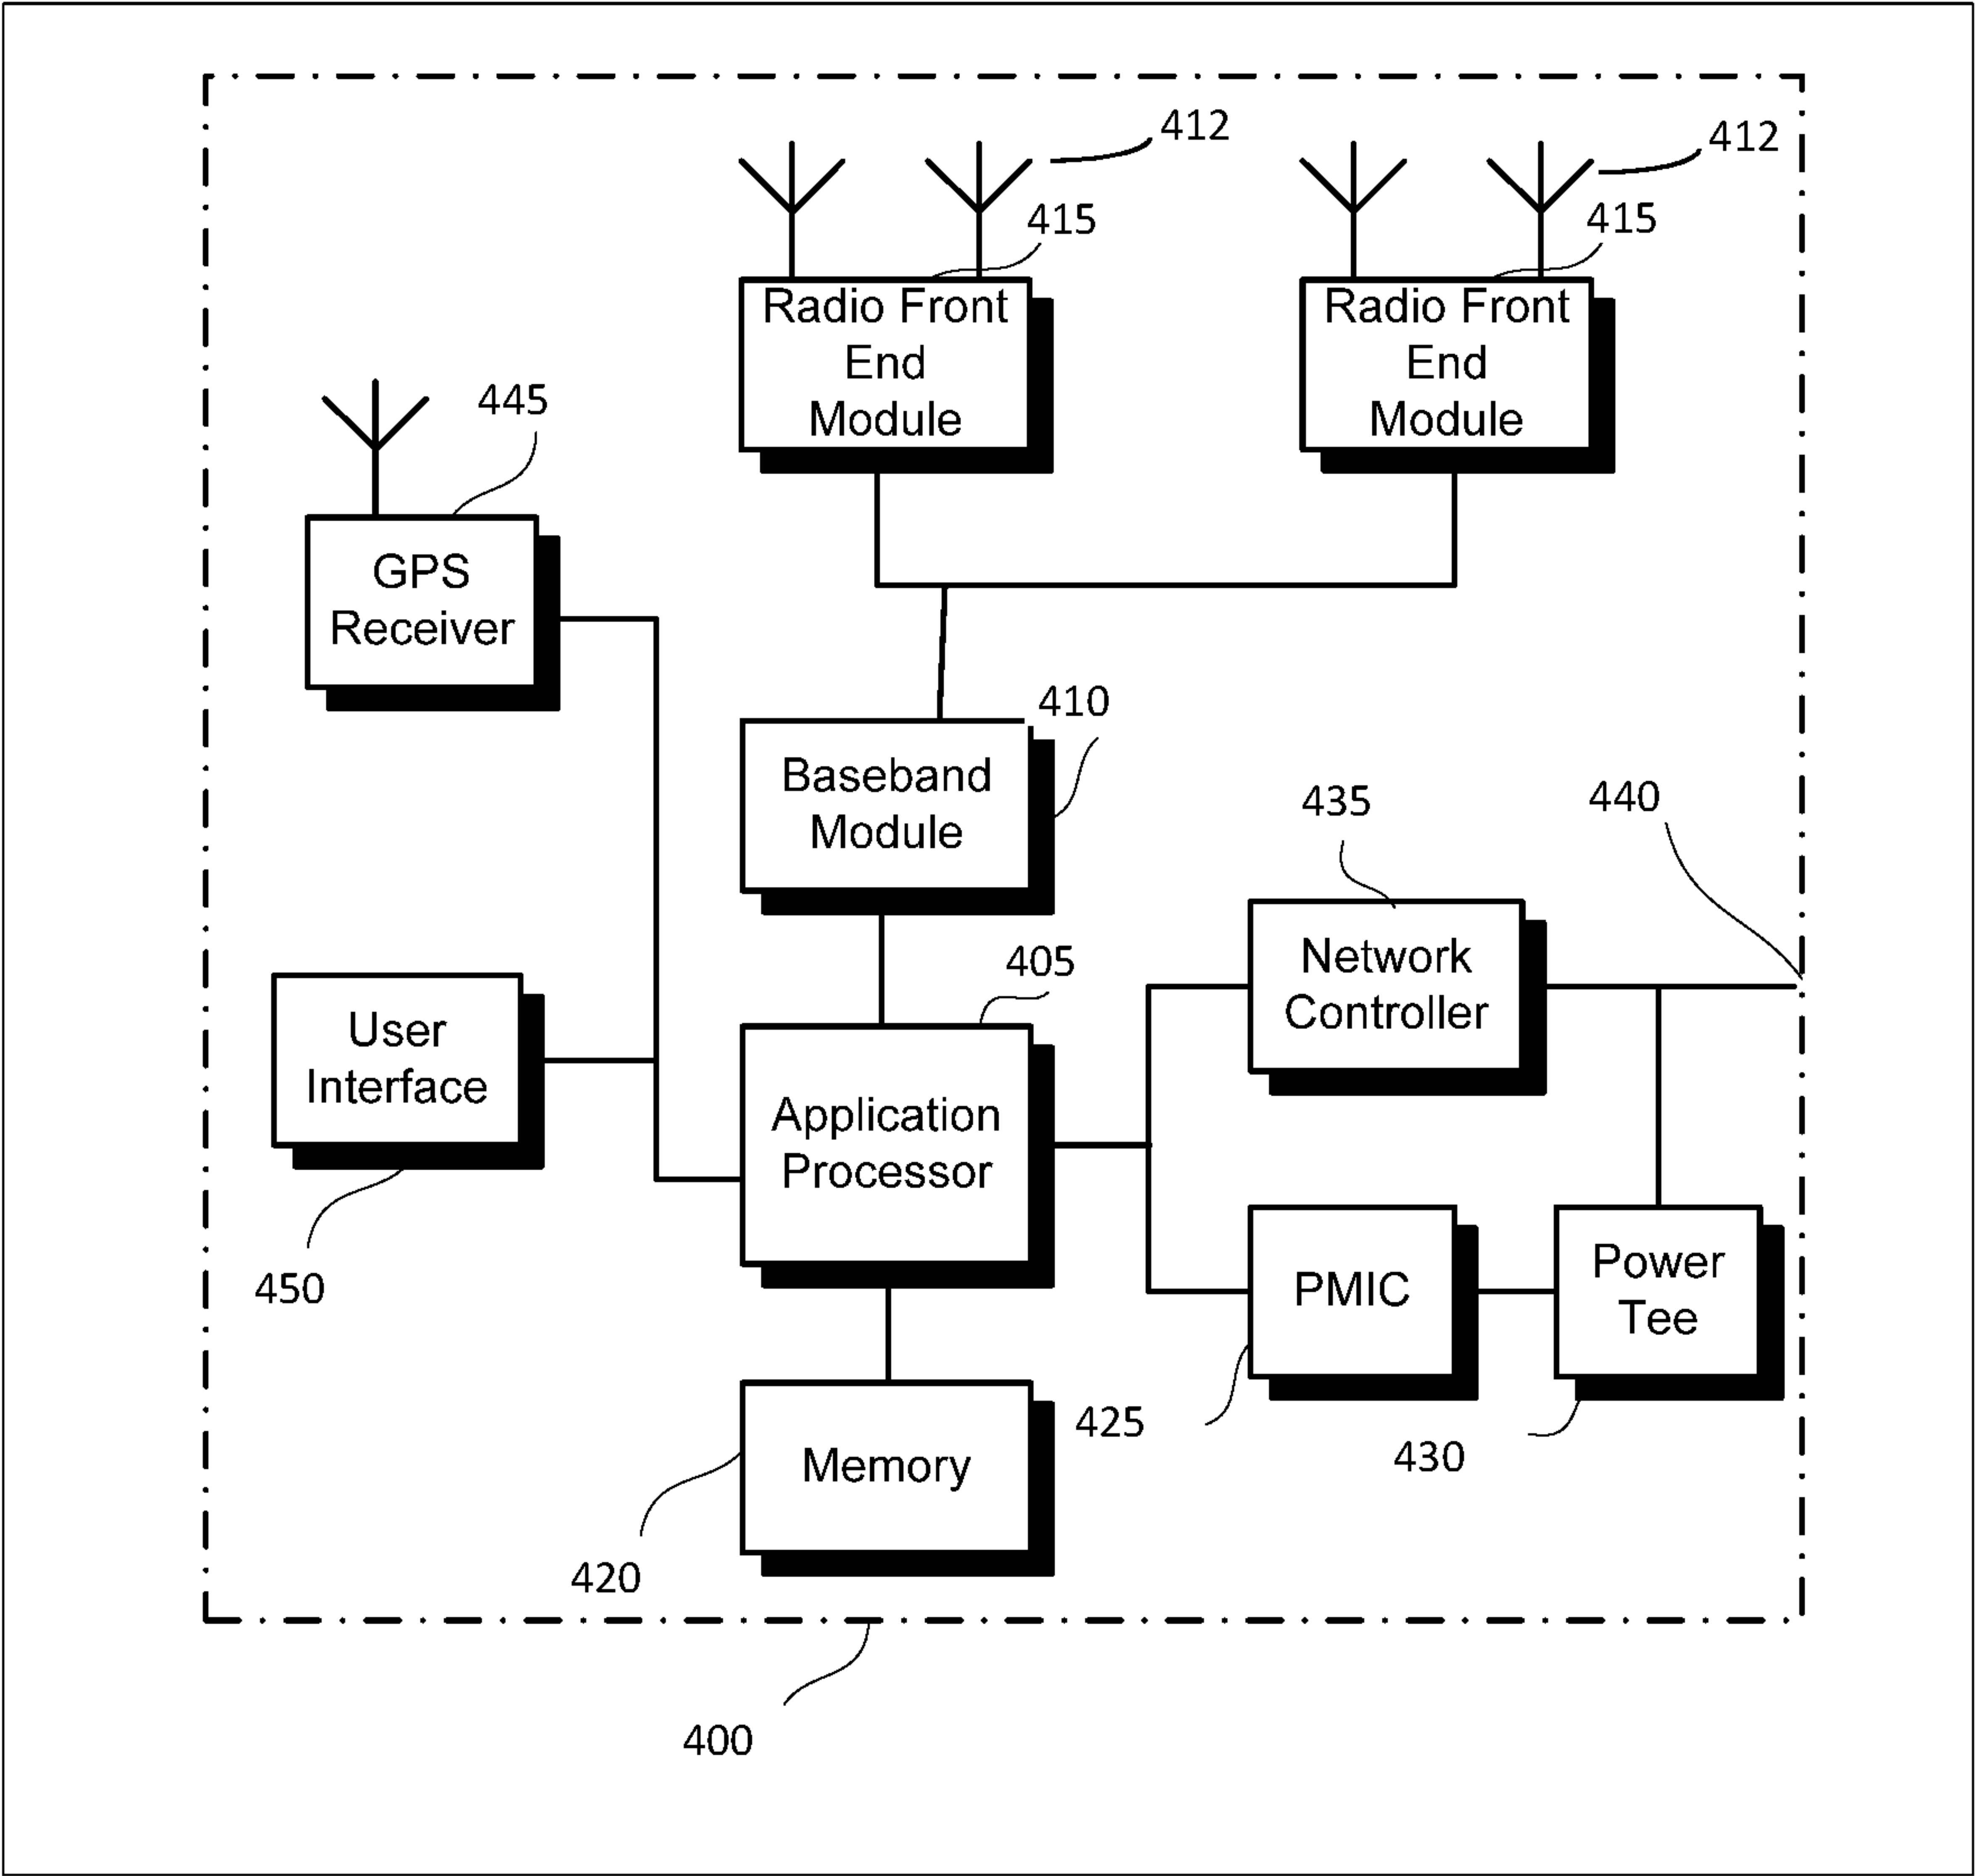 412
412
415
415
Radio Front
End
Module
Radio Front
End
Module
445
GPS
Receiver
410
Baseband
Module
435
440
405
Network
Controller
User
Interface
Application
Processor
450
PMIC
Power
Tee
425
430
Memory
420
400